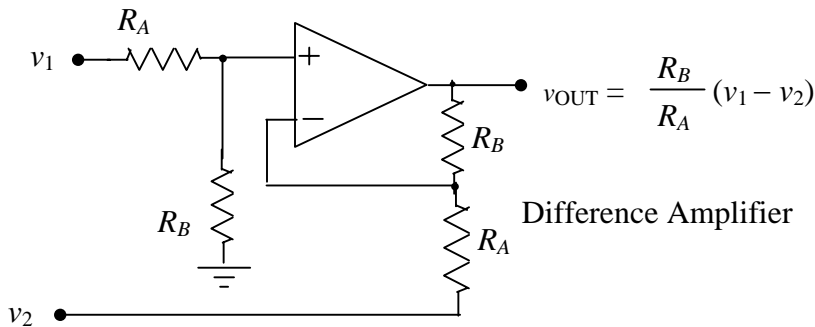 R_A
v_1
+
v_OUT = R_B / R_A (v_1 – v_2)
−
R_B
R_B
Difference Amplifier
R_A
v_2